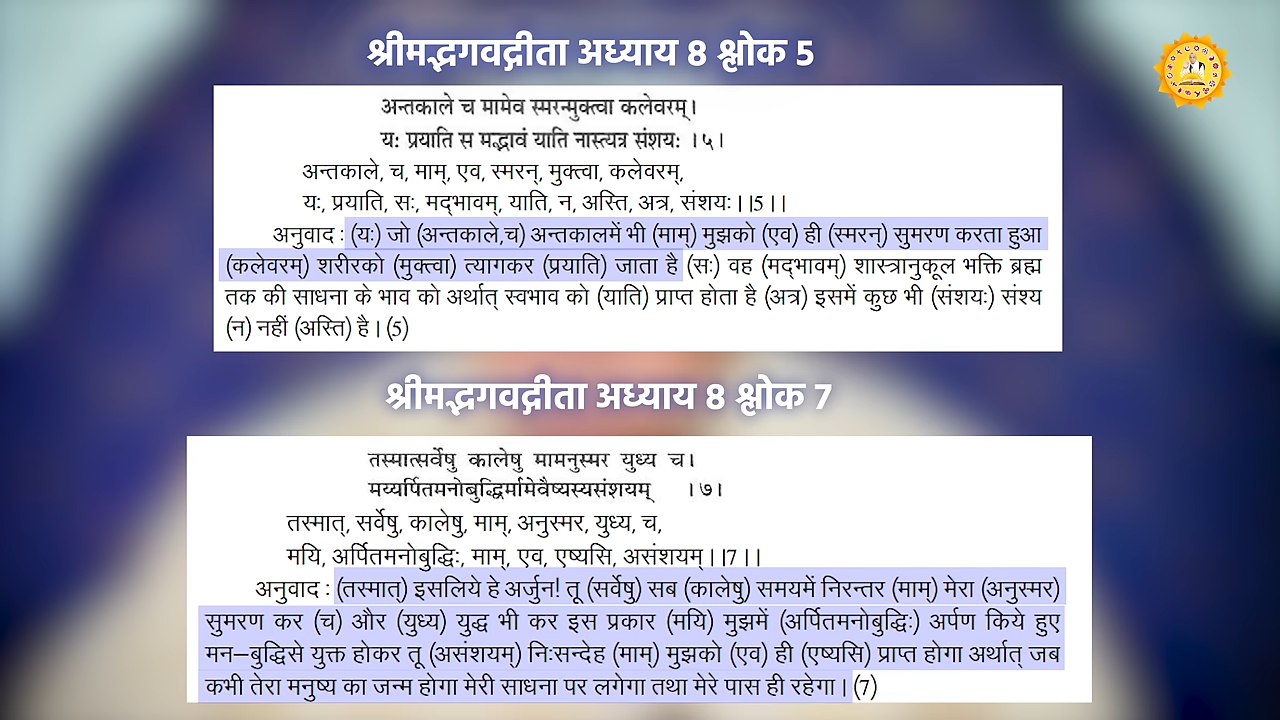 श्रीमद्भगवद्गीता अध्याय 8 श्लोक 5
अन्तकाले च मामेव स्मरन्मुक्त्वा कलेवरम्।
यः प्रयाति स मद्भावं याति नास्त्यत्र संशयः ।५।
अन्तकाले, च, माम्, एव, स्मरन्, मुक्त्वा, कलेवरम्,
यः, प्रयाति, सः, मद्‌भावम्, याति, न, अस्ति, अत्र, संशयः।।5।।
अनुवाद : (यः) जो (अन्तकाले,च) अन्तकालमें भी (माम्) मुझको (एव) ही (स्मरन्) सुमरण करता हुआ
(कलेवरम्) शरीरको (मुक्त्वा) त्यागकर (प्रयाति) जाता है (सः) वह (मद्‌भावम्) शास्त्रानुकूल भक्ति ब्रह्म
तक की साधना के भाव को अर्थात् स्वभाव को (याति) प्राप्त होता है (अत्र) इसमें कुछ भी (संशयः) संश्य
(न) नहीं (अस्ति) है। (5)
श्रीमद्भगवद्गीता अध्याय 8 श्लोक 7
तस्मात्सर्वेषु कालेषु मामनुस्मर युध्य च।
मय्यर्पितमनोबुद्धिर्मामेवैष्यस्यसंशयम् ।७।
तस्मात्, सर्वेषु, कालेषु, माम्, अनुस्मर, युध्य, च,
मयि, अर्पितमनोबुद्धिः, माम्, एव, एष्यसि, असंशयम्।।7।।
अनुवाद : (तस्मात्) इसलिये हे अर्जुन! तू (सर्वेषु) सब (कालेषु) समयमें निरन्तर (माम्) मेरा (अनुस्मर)
सुमरण कर (च) और (युध्य) युद्ध भी कर इस प्रकार (मयि) मुझमें (अर्पितमनोबुद्धिः) अर्पण किये हुए
मन–बुद्धिसे युक्त होकर तू (असंशयम्) निःसन्देह (माम्) मुझको (एव) ही (एष्यसि) प्राप्त होगा अर्थात् जब
कभी तेरा मनुष्य का जन्म होगा मेरी साधना पर लगेगा तथा मेरे पास ही रहेगा। (7)